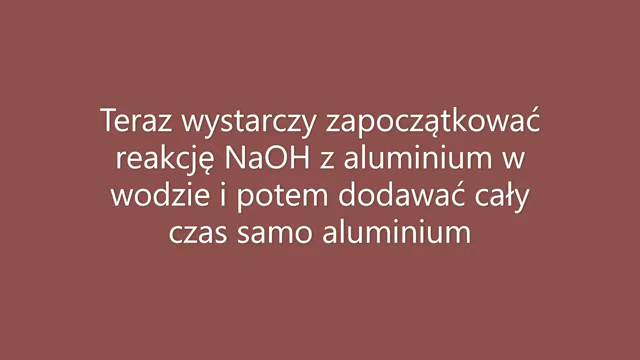 Teraz wystarczy zapoczątkować
reakcję NaOH z aluminium w
wodzie i potem dodawać cały
czas samo aluminium